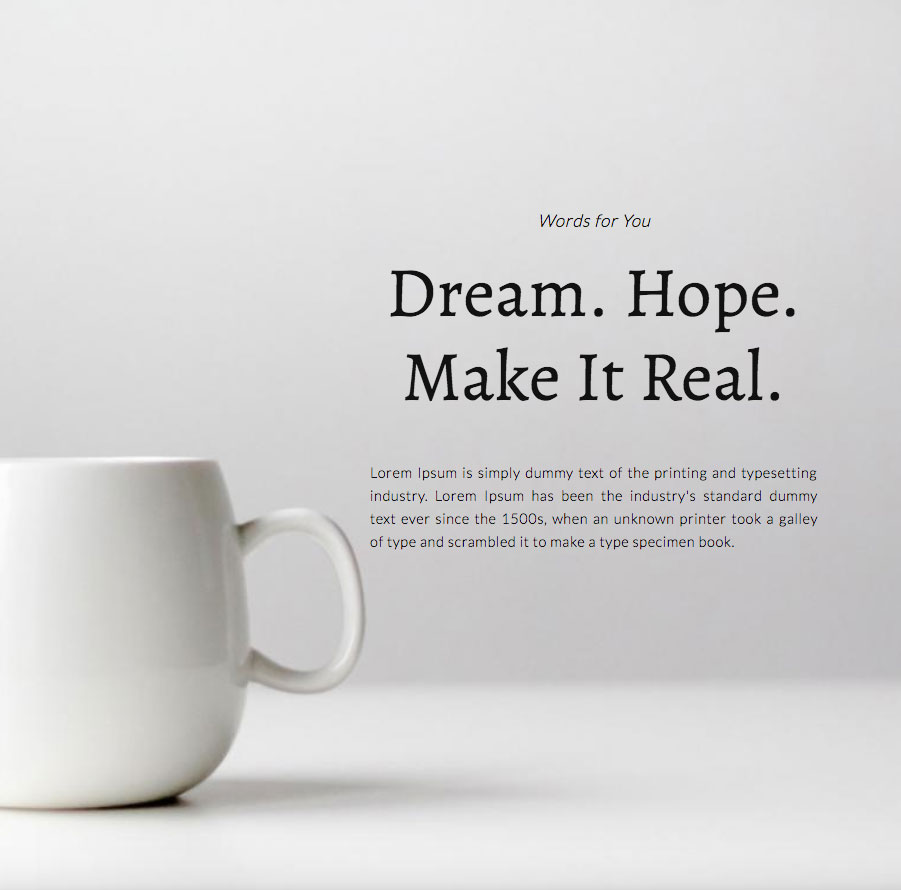 Words for You
Dream. Hope.
Make It Real.
Lorem Ipsum is simply dummy text of the printing and typesetting
industry. Lorem Ipsum has been the industry's standard dummy
text ever since the 1500s, when an unknown printer took a galley
of type and scrambled it to make a type specimen book.